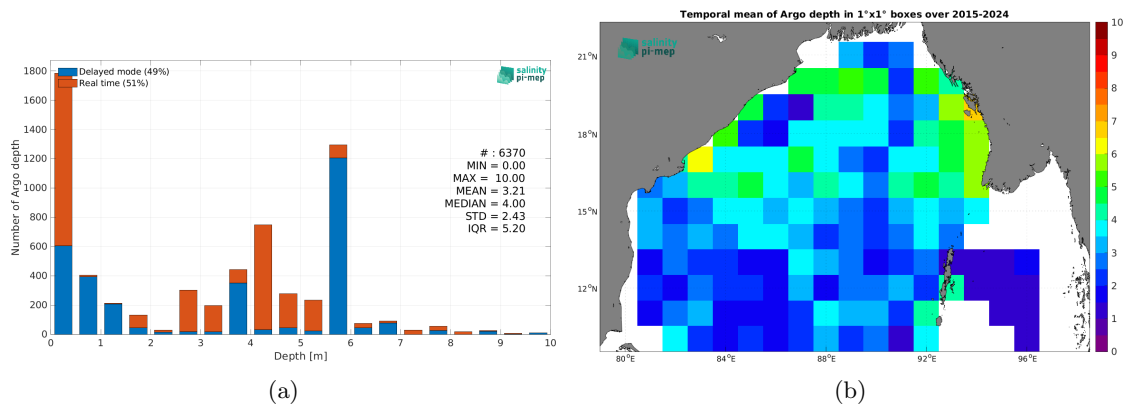 Number of Argo depth
1800
1600
1400
1200
1000
800
600
400
200
0
Delayed mode (49%)
Real time (51%)
salinity
pi-mep
# : 6370
MIN = 0.00
MAX = 10.00
MEAN = 3.21
MEDIAN = 4.00
STD = 2.43
IQR = 5.20
0 1 2 3 4 5 6 7 8 9 10
Depth [m]
(a)
Temporal mean of Argo depth in 1°x1° boxes over 2015-2024
salinity
pi-mep
21°N
18°N
15°N
12°N
80°E 84°E 88°E 92°E 96°E
10
9
8
7
6
5
4
3
2
1
0
(b)